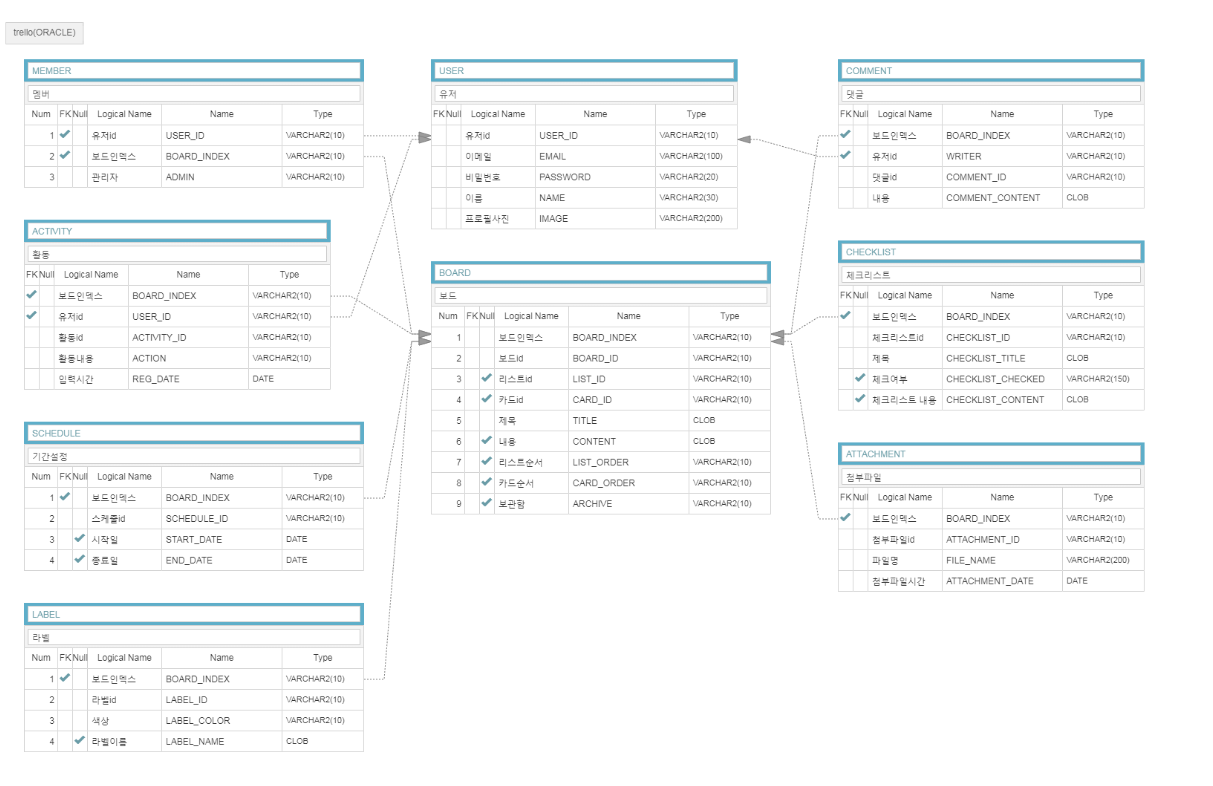 trello(ORACLE)
MEMBER
멤버
Num FK Null Logical Name Name Type
1 유저id USER_ID VARCHAR2(10)
2 보드인덱스 BOARD_INDEX VARCHAR2(10)
3 관리자 ADMIN VARCHAR2(10)
ACTIVITY
활동
FK Null Logical Name Name Type
보드인덱스 BOARD_INDEX VARCHAR2(10)
유저id USER_ID VARCHAR2(10)
활동id ACTIVITY_ID VARCHAR2(10)
활동내용 ACTION VARCHAR2(10)
입력시간 REG_DATE DATE
SCHEDULE
기간설정
Num FK Null Logical Name Name Type
1 보드인덱스 BOARD_INDEX VARCHAR2(10)
2 스케줄id SCHEDULE_ID VARCHAR2(10)
3 시작일 START_DATE DATE
4 종료일 END_DATE DATE
LABEL
라벨
Num FK Null Logical Name Name Type
1 보드인덱스 BOARD_INDEX VARCHAR2(10)
2 라벨id LABEL_ID VARCHAR2(10)
3 색상 LABEL_COLOR VARCHAR2(10)
4 라벨이름 LABEL_NAME CLOB
USER
유저
FK Null Logical Name Name Type
유저id USER_ID VARCHAR2(10)
이메일 EMAIL VARCHAR2(100)
비밀번호 PASSWORD VARCHAR2(20)
이름 NAME VARCHAR2(30)
프로필사진 IMAGE VARCHAR2(200)
BOARD
보드
Num FK Null Logical Name Name Type
1 보드인덱스 BOARD_INDEX VARCHAR2(10)
2 보드id BOARD_ID VARCHAR2(10)
3 리스트id LIST_ID VARCHAR2(10)
4 카드id CARD_ID VARCHAR2(10)
5 제목 TITLE CLOB
6 내용 CONTENT CLOB
7 리스트순서 LIST_ORDER VARCHAR2(10)
8 카드순서 CARD_ORDER VARCHAR2(10)
9 보관함 ARCHIVE VARCHAR2(10)
COMMENT
댓글
FK Null Logical Name Name Type
보드인덱스 BOARD_INDEX VARCHAR2(10)
유저id WRITER VARCHAR2(10)
댓글id COMMENT_ID VARCHAR2(10)
내용 COMMENT_CONTENT CLOB
CHECKLIST
체크리스트
FK Null Logical Name Name Type
보드인덱스 BOARD_INDEX VARCHAR2(10)
체크리스트id CHECKLIST_ID VARCHAR2(10)
제목 CHECKLIST_TITLE CLOB
체크여부 CHECKLIST_CHECKED VARCHAR2(150)
체크리스트 내용 CHECKLIST_CONTENT CLOB
ATTACHMENT
첨부파일
FK Null Logical Name Name Type
보드인덱스 BOARD_INDEX VARCHAR2(10)
첨부파일id ATTACHMENT_ID VARCHAR2(10)
파일명 FILE_NAME VARCHAR2(200)
첨부파일시간 ATTACHMENT_DATE DATE